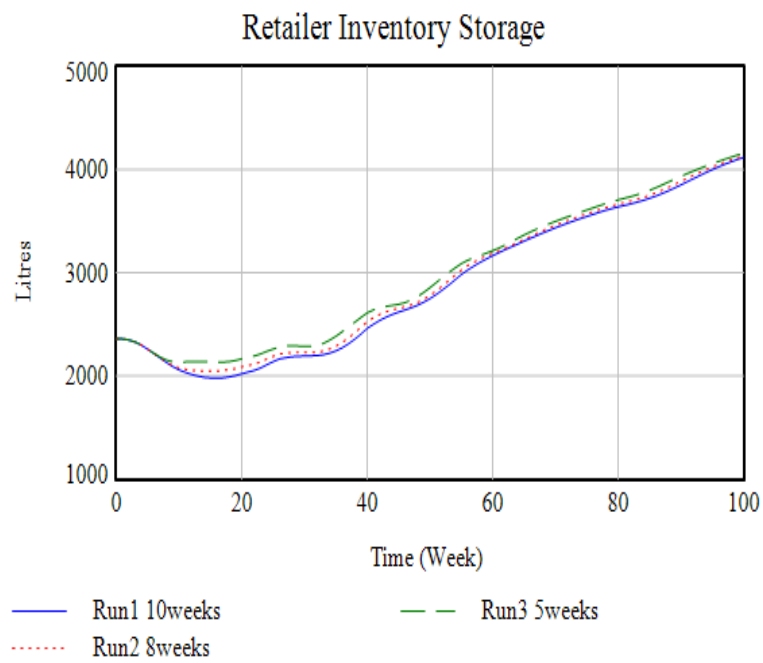 Retailer Inventory Storage
5000
4000
3000
2000
1000
Litres
0 20 40 60 80 100
Time (Week)
Run1 10weeks Run3 5weeks
Run2 8weeks